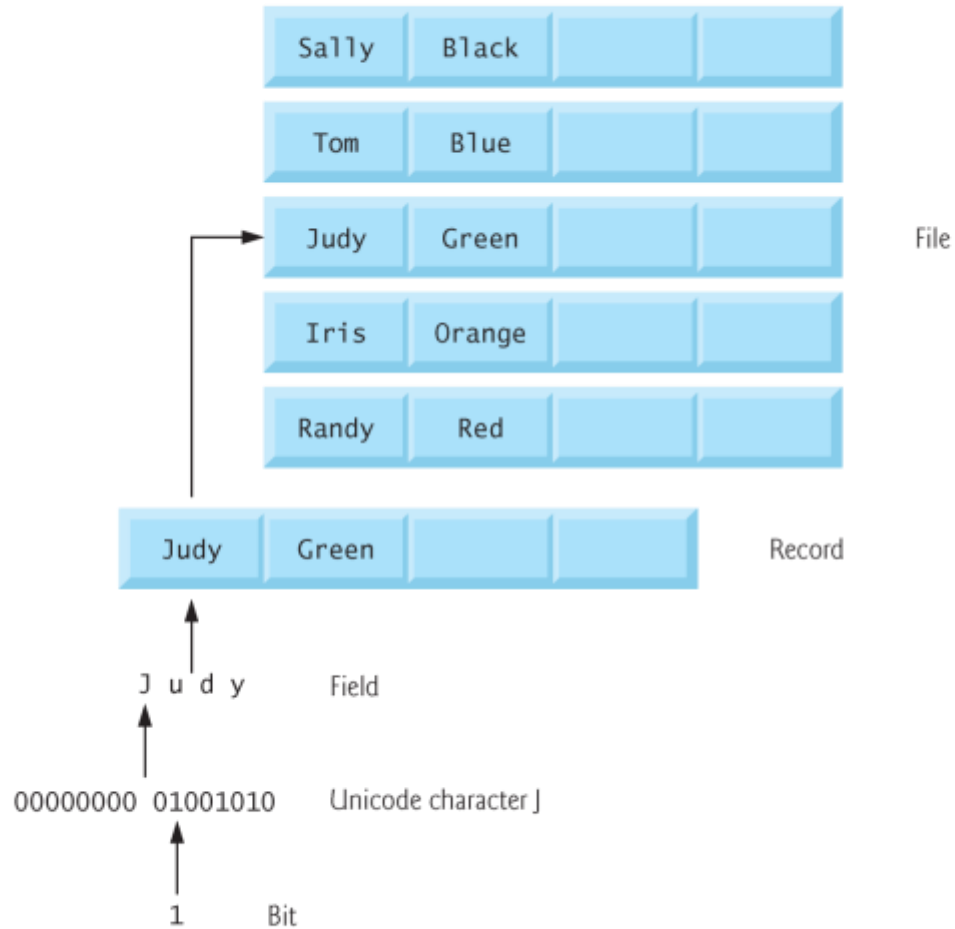 Sally Black
Tom Blue
Judy Green File
Iris Orange
Randy Red
Judy Green Record
J u d y Field
00000000 01001010 Unicode character J
1 Bit